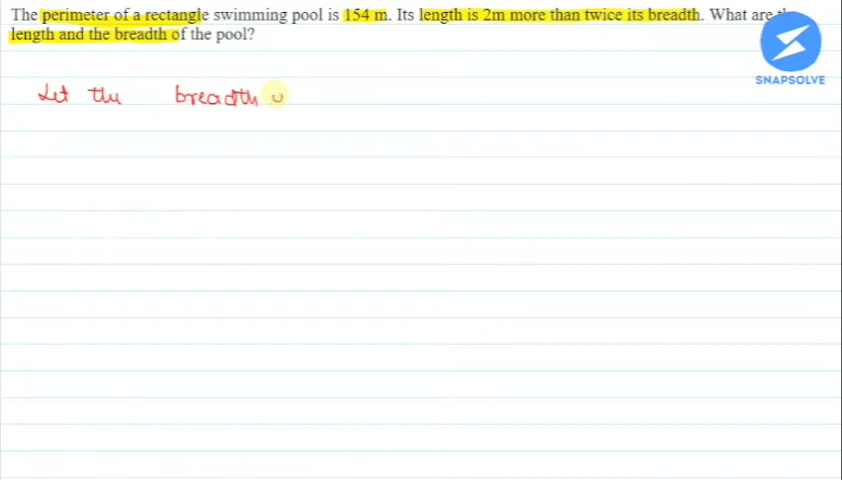 The perimeter of a rectangle swimming pool is 154 m. Its length is 2m more than twice its breadth. What are
length and the breadth of the pool?
SNAPSOLVE
Let the breadth